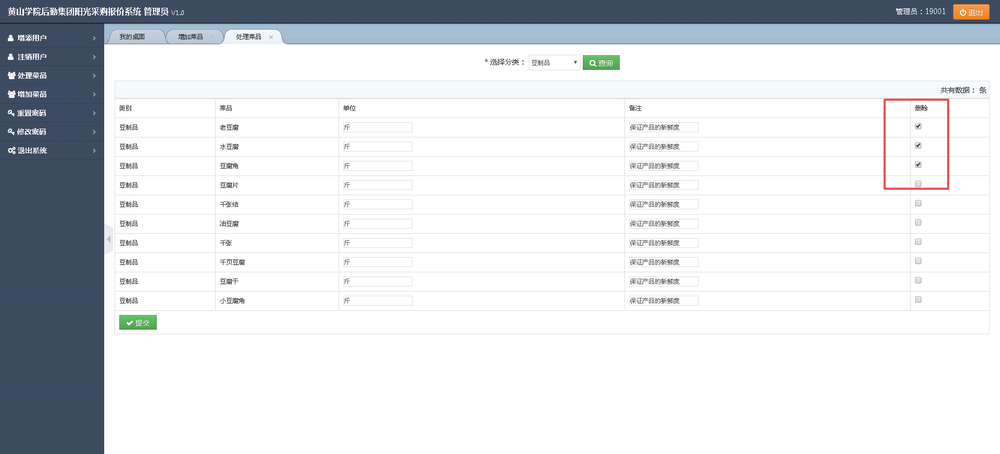 黄山学院后勤集团阳光采购报价系统 管理员 V1.0
管理员：19001 退出
增添用户
注销用户
处理菜品
增加菜品
重置密码
修改密码
退出系统
我的桌面 增加菜品 处理菜品
* 选择分类： 豆制品 查询
共有数据： 条
类别 菜品 单位 备注 删除
豆制品 老豆腐 斤 保证产品的新鲜度
豆制品 水豆腐 斤 保证产品的新鲜度
豆制品 豆腐角 斤 保证产品的新鲜度
豆制品 豆腐片 斤 保证产品的新鲜度
豆制品 千张结 斤 保证产品的新鲜度
豆制品 油豆腐 斤 保证产品的新鲜度
豆制品 千张 斤 保证产品的新鲜度
豆制品 千页豆腐 斤 保证产品的新鲜度
豆制品 豆腐干 斤 保证产品的新鲜度
豆制品 小豆腐角 斤 保证产品的新鲜度
提交